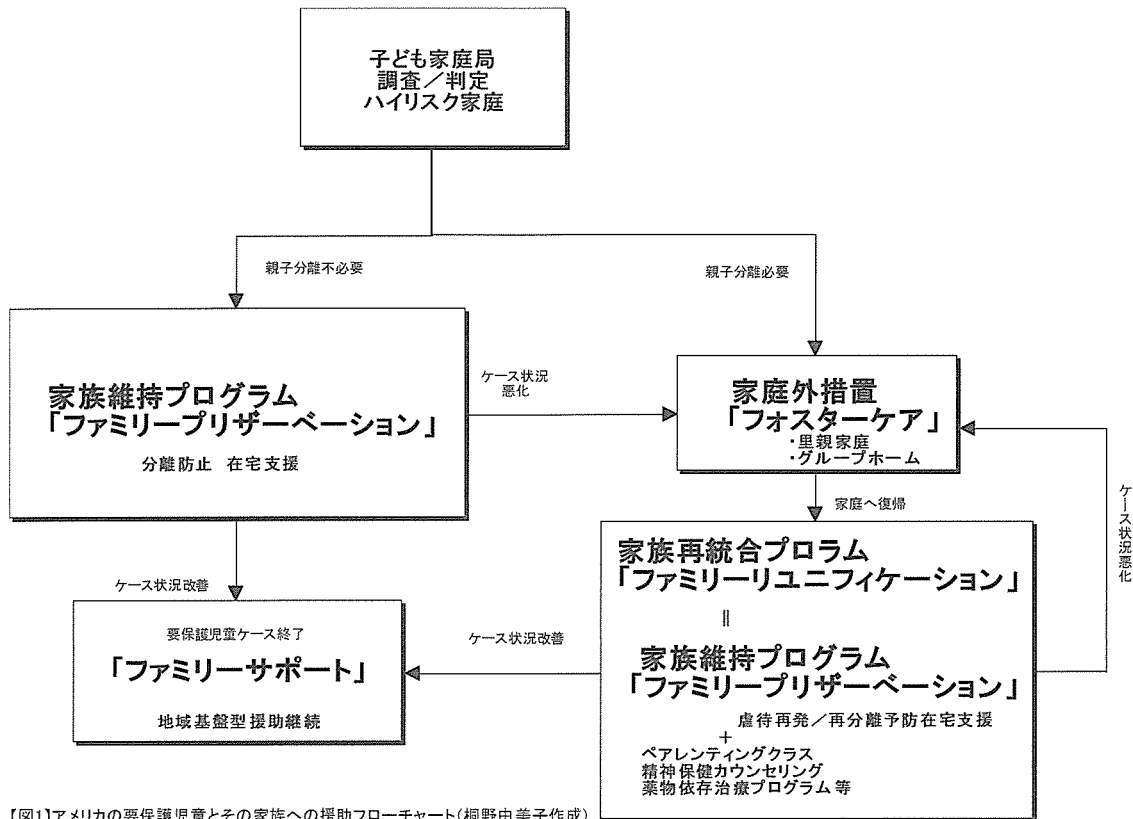 子ども家庭局
調査／判定
ハイリスク家庭
親子分離不必要
親子分離必要
家族維持プログラム
「ファミリープリザーベーション」
分離防止 在宅支援
ケース状況
悪化
家庭外措置
「フォスターケア」
・里親家庭
・グループホーム
ケース状況悪化
家庭へ復帰
ケース状況改善
要保護児童ケース終了
「ファミリーサポート」
地域基盤型援助継続
ケース状況改善
家族再統合プロラム
「ファミリーリユニフィケーション」
||
家族維持プログラム
「ファミリープリザーベーション」
虐待再発／再分離予防在宅支援
+
ペアレンティングクラス
精神保健カウンセリング
薬物依存治療プログラム等
【図1】アメリカの要保護児童とその家族への援助フローチャート(桐野由美子作成)